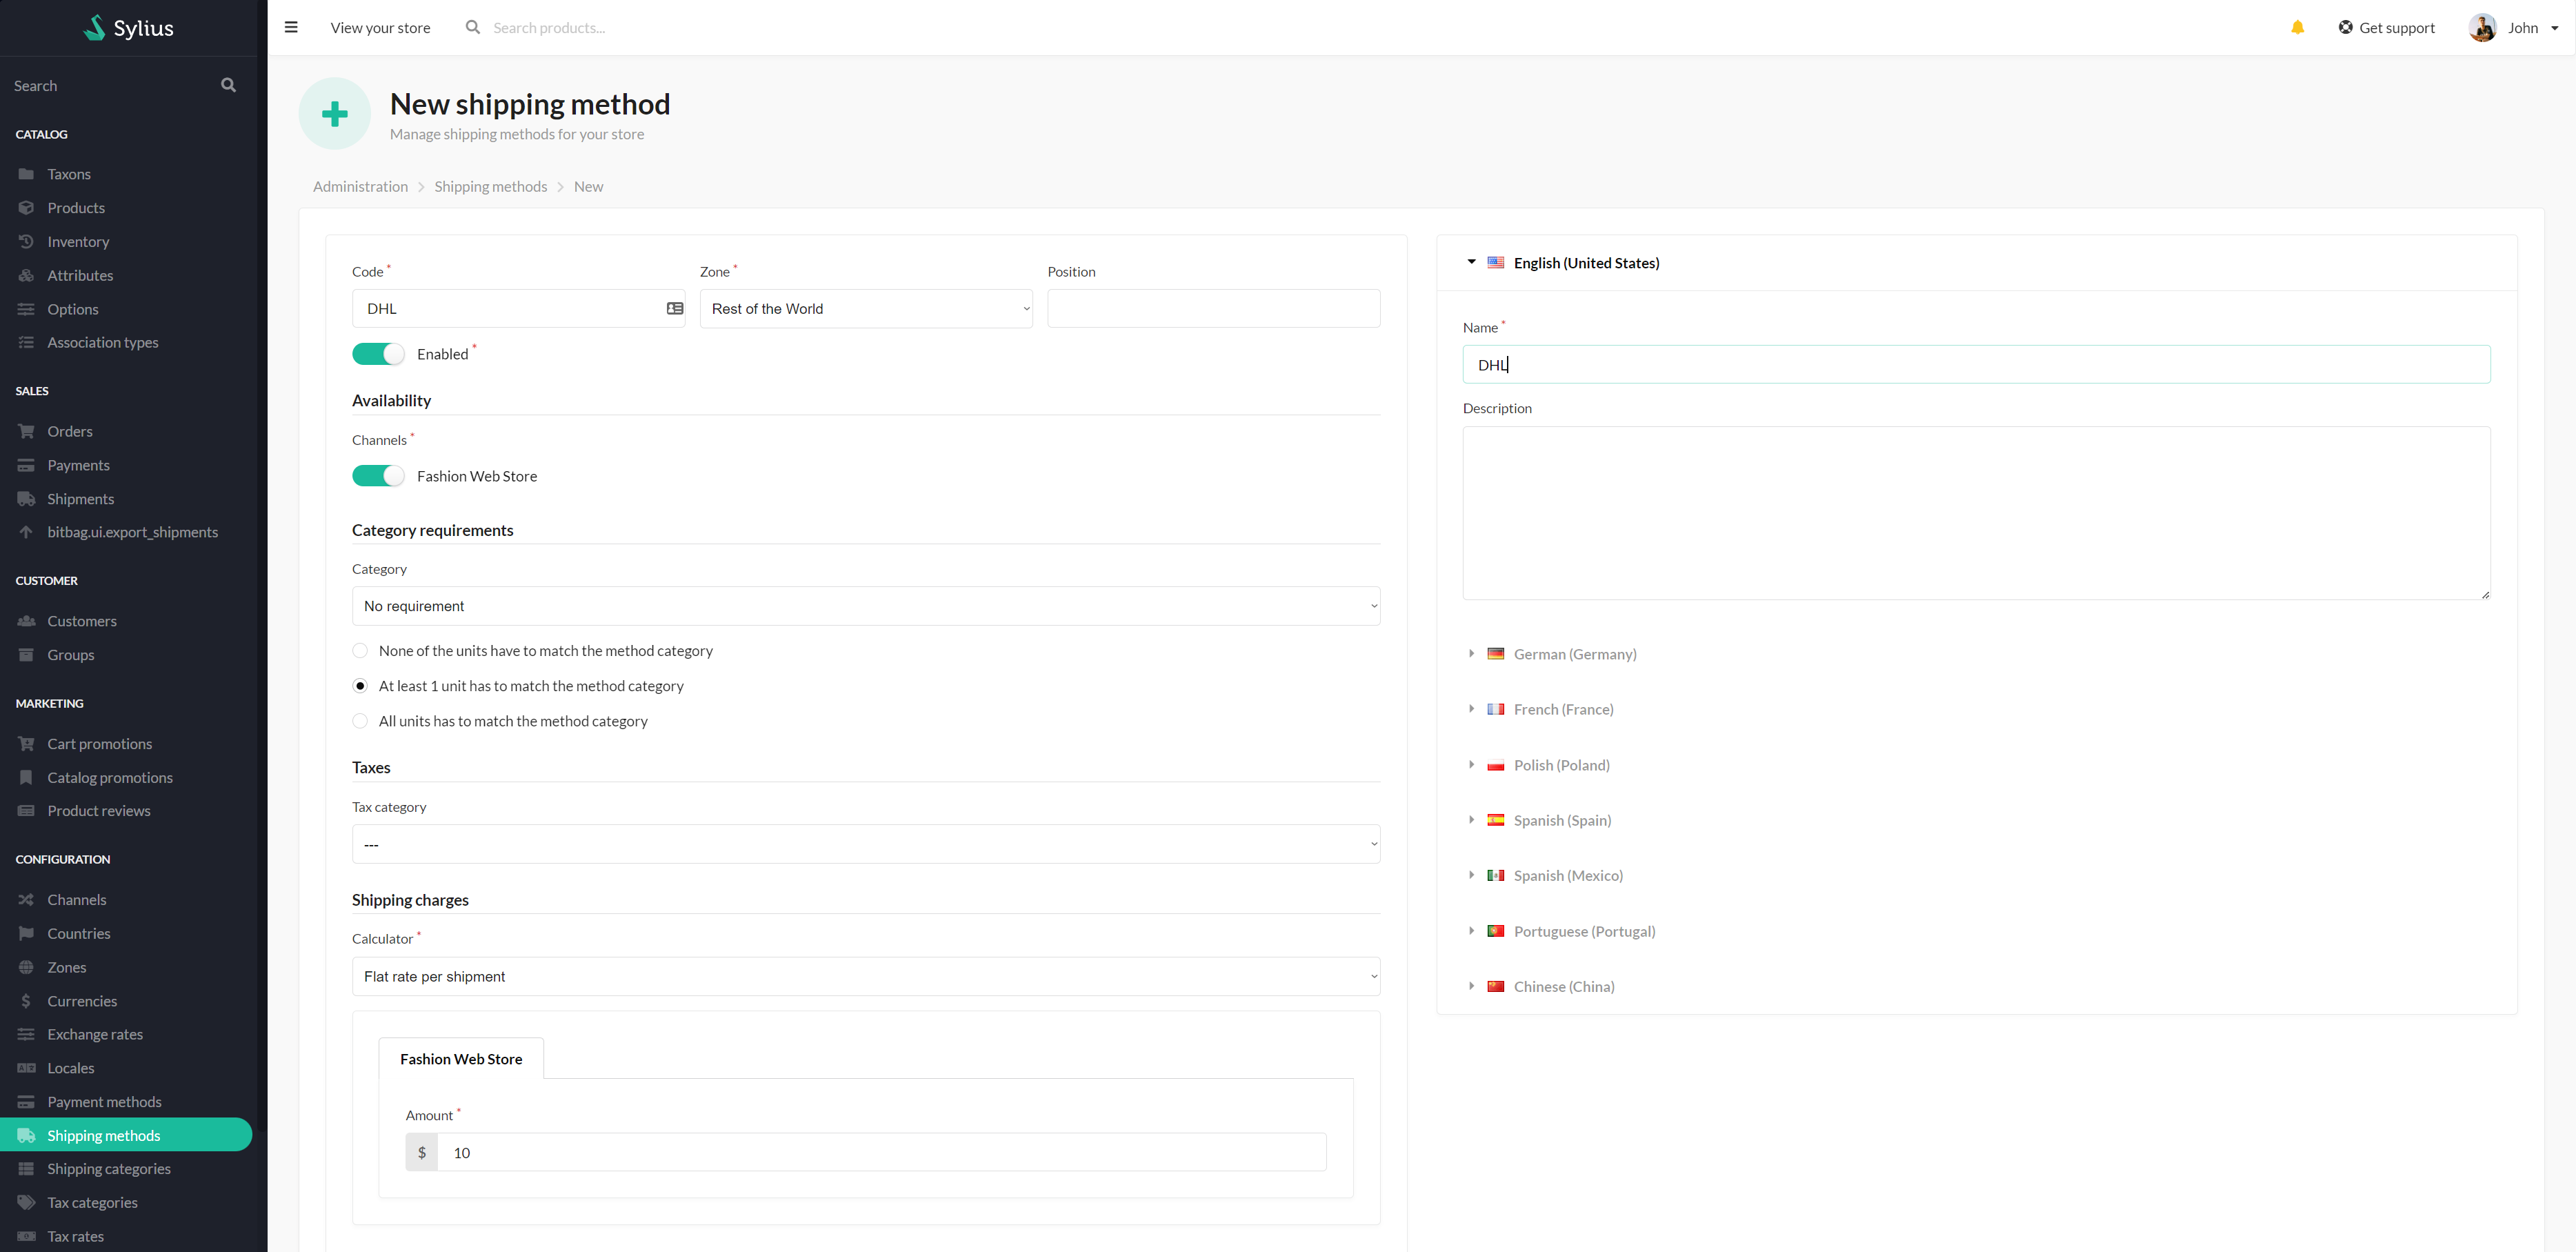 Sylius
Search
CATALOG
Taxons
Products
Inventory
Attributes
Options
Association types
SALES
Orders
Payments
Shipments
bitbag.ui.export_shipments
CUSTOMER
Customers
Groups
MARKETING
Cart promotions
Catalog promotions
Product reviews
CONFIGURATION
Channels
Countries
Zones
Currencies
Exchange rates
Locales
Payment methods
Shipping methods
Shipping categories
Tax categories
Tax rates
View your store
Search products...
Get support
John
New shipping method
Manage shipping methods for your store
Administration > Shipping methods > New
Code * Zone * Position
DHL Rest of the World
Enabled *
Availability
Channels *
Fashion Web Store
Category requirements
Category
No requirement
None of the units have to match the method category
At least 1 unit has to match the method category
All units has to match the method category
Taxes
Tax category
---
Shipping charges
Calculator *
Flat rate per shipment
Fashion Web Store
Amount *
$ 10
English (United States)
Name *
DHL
Description
German (Germany)
French (France)
Polish (Poland)
Spanish (Spain)
Spanish (Mexico)
Portuguese (Portugal)
Chinese (China)